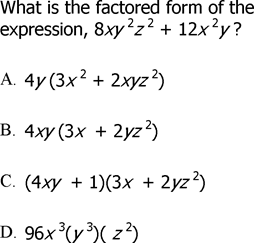 What is the factored form of the
expression, 8xy²z² + 12x²y?
A. 4y(3x² + 2xyz²)
B. 4xy(3x + 2yz²)
C. (4xy + 1)(3x + 2yz²)
D. 96x³(y³)( z²)